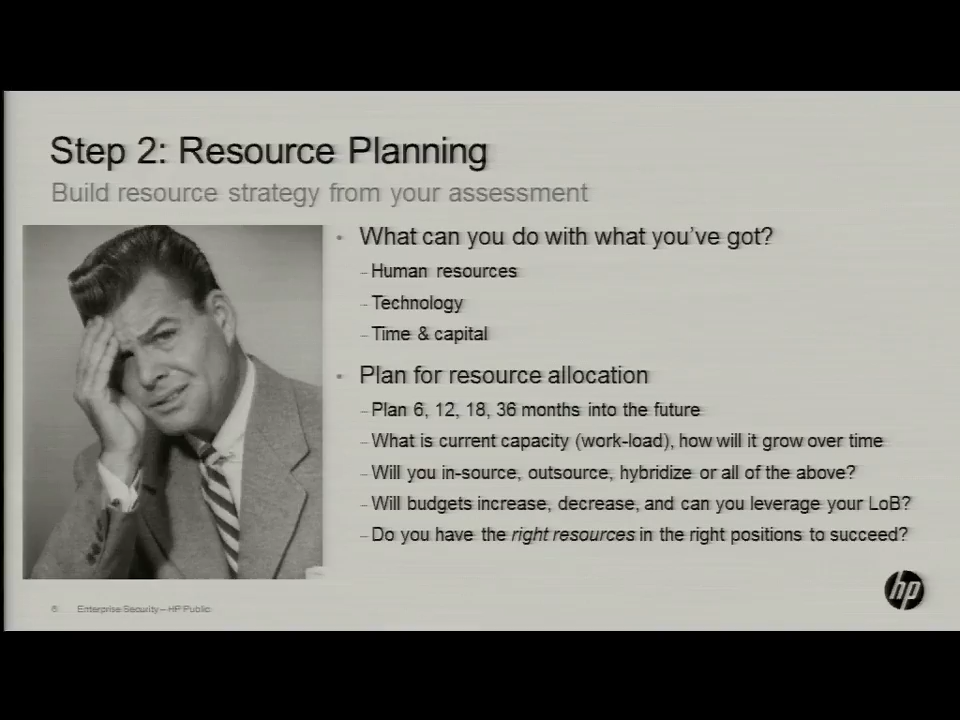 Step 2: Resource Planning
Build resource strategy from your assessment
• What can you do with what you've got?
– Human resources
– Technology
– Time & capital
• Plan for resource allocation
– Plan 6, 12, 18, 36 months into the future
– What is current capacity (work-load), how will it grow over time
– Will you in-source, outsource, hybridize or all of the above?
– Will budgets increase, decrease, and can you leverage your LoB?
– Do you have the right resources in the right positions to succeed?
Enterprise Security – HP Public
hp